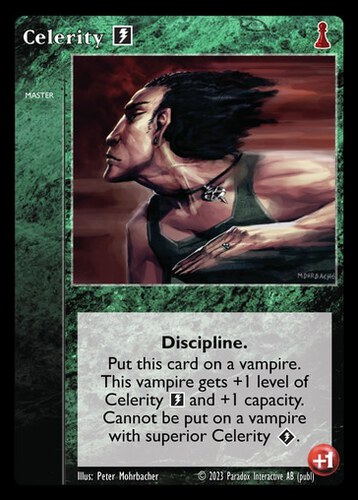 Celerity
MASTER
M.DORBACHO
Discipline.
Put this card on a vampire.
This vampire gets +1 level of
Celerity and +1 capacity.
Cannot be put on a vampire
with superior Celerity .
+1
Illus: Peter Mohrbacher © 2023 Paradox Interactive AB (publ)